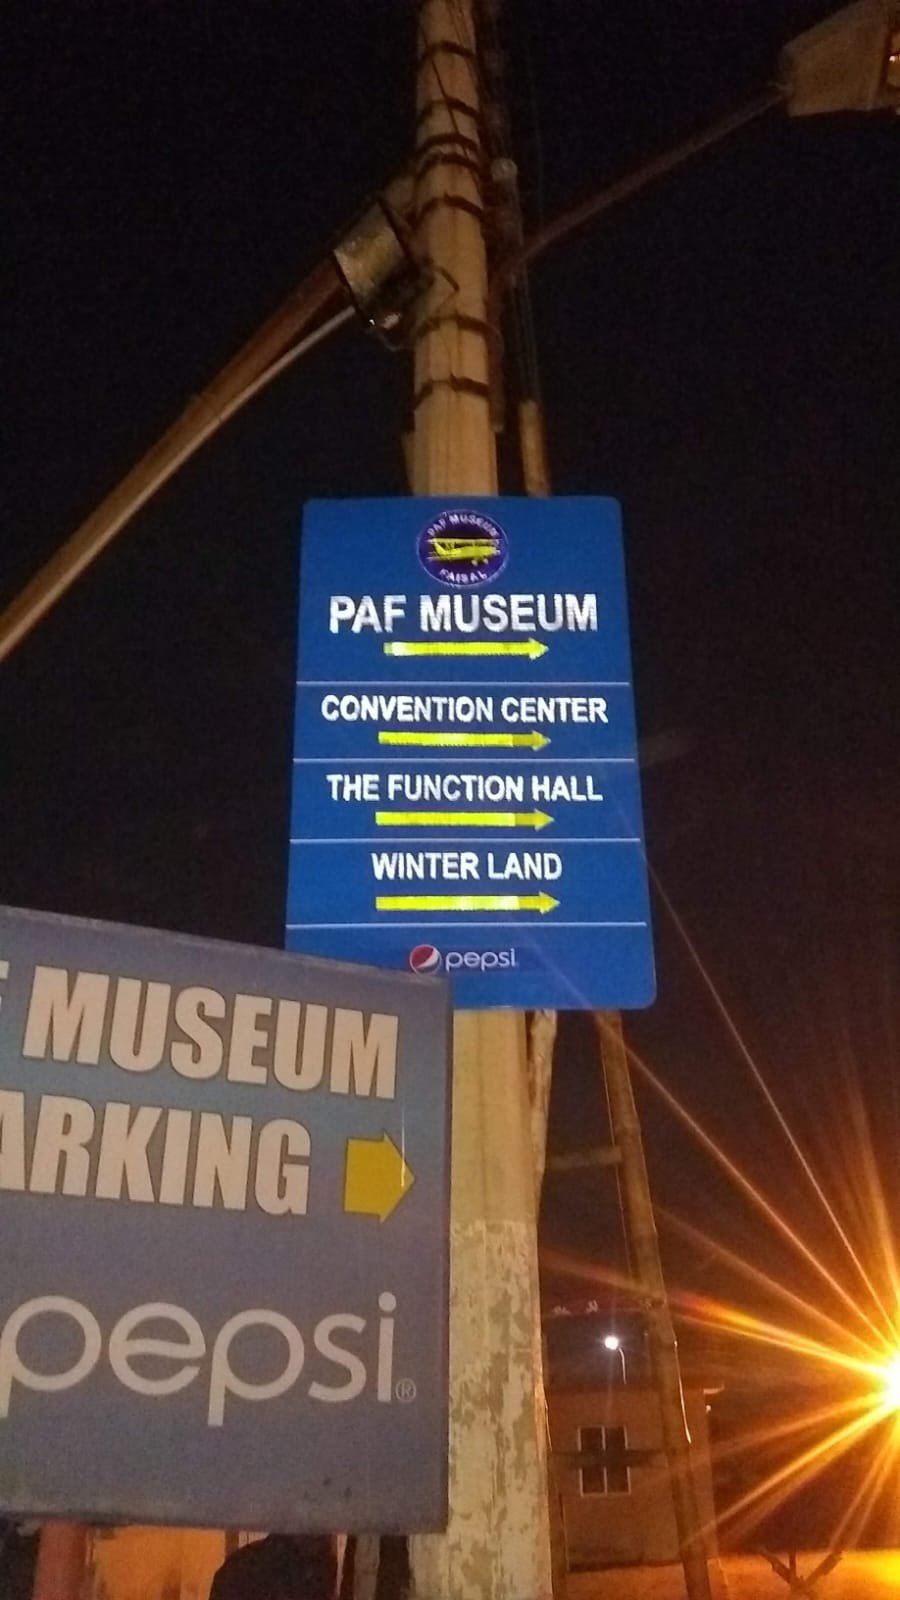 PAF MUSEUM
FAISAL
PAF MUSEUM
CONVENTION CENTER
THE FUNCTION HALL
WINTER LAND
pepsi
MUSEUM
ARKING
pepsi®